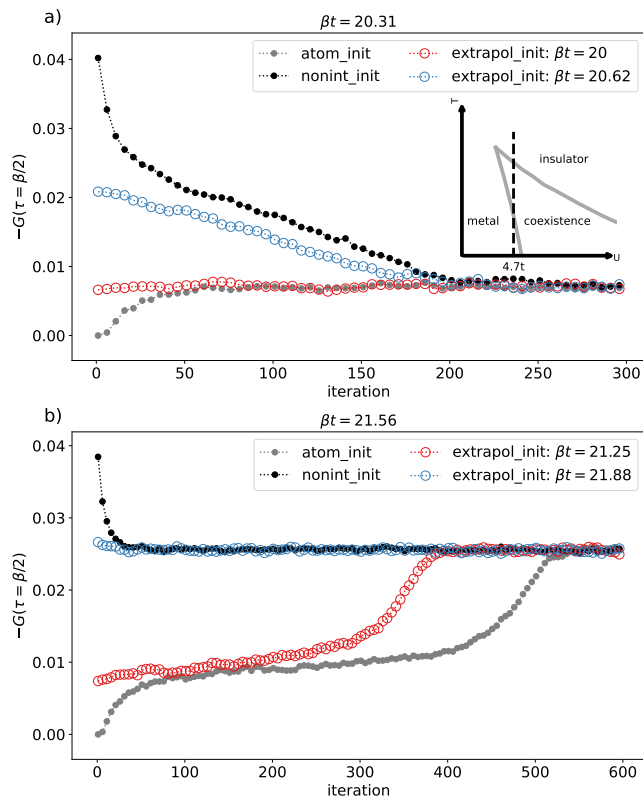 a)
βt = 20.31
0.04
0.03
0.02
0.01
0.00
−G(τ = β/2)
atom_init
nonint_init
extrapol_init: βt = 20
extrapol_init: βt = 20.62
T
insulator
metal
coexistence
4.7t
U
0
50
100
150
200
250
300
iteration
b)
βt = 21.56
0.04
0.03
0.02
0.01
0.00
−G(τ = β/2)
atom_init
nonint_init
extrapol_init: βt = 21.25
extrapol_init: βt = 21.88
0
100
200
300
400
500
600
iteration